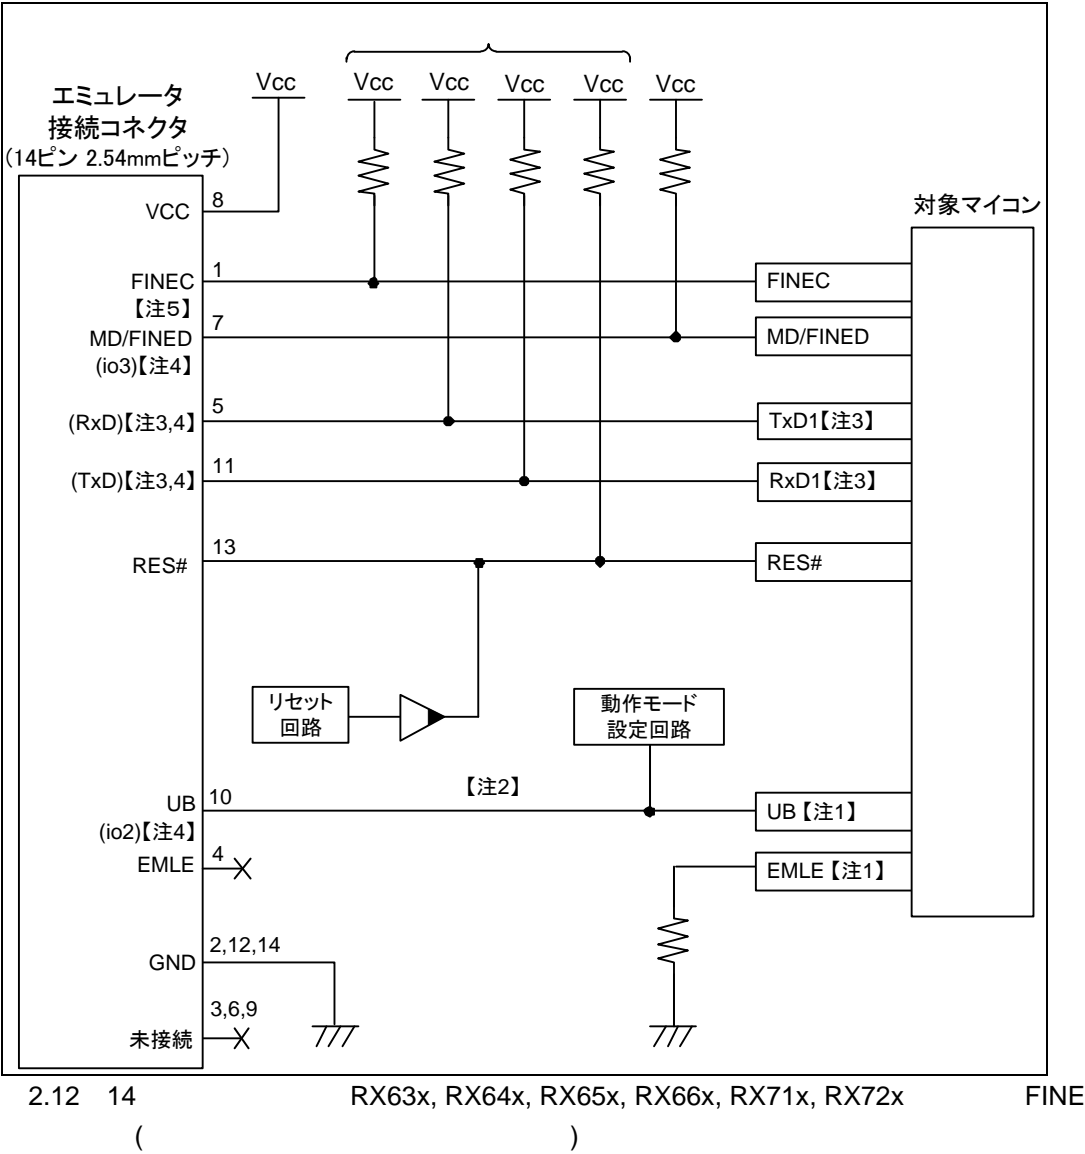 Vcc Vcc Vcc Vcc Vcc Vcc
エミュレータ
接続コネクタ
(14ピン 2.54mmピッチ)
対象マイコン
VCC 8
FINEC 1 FINEC
【注5】
MD/FINED 7 MD/FINED
(io3)【注4】
(RxD)【注3,4】 5 TxD1【注3】
(TxD)【注3,4】 11 RxD1【注3】
RES# 13 RES#
リセット
回路
動作モード
設定回路
【注2】
UB 10 UB【注1】
(io2)【注4】
EMLE 4 EMLE【注1】
GND 2,12,14
未接続 3,6,9
2.12 14 RX63x, RX64x, RX65x, RX66x, RX71x, RX72x FINE
( )